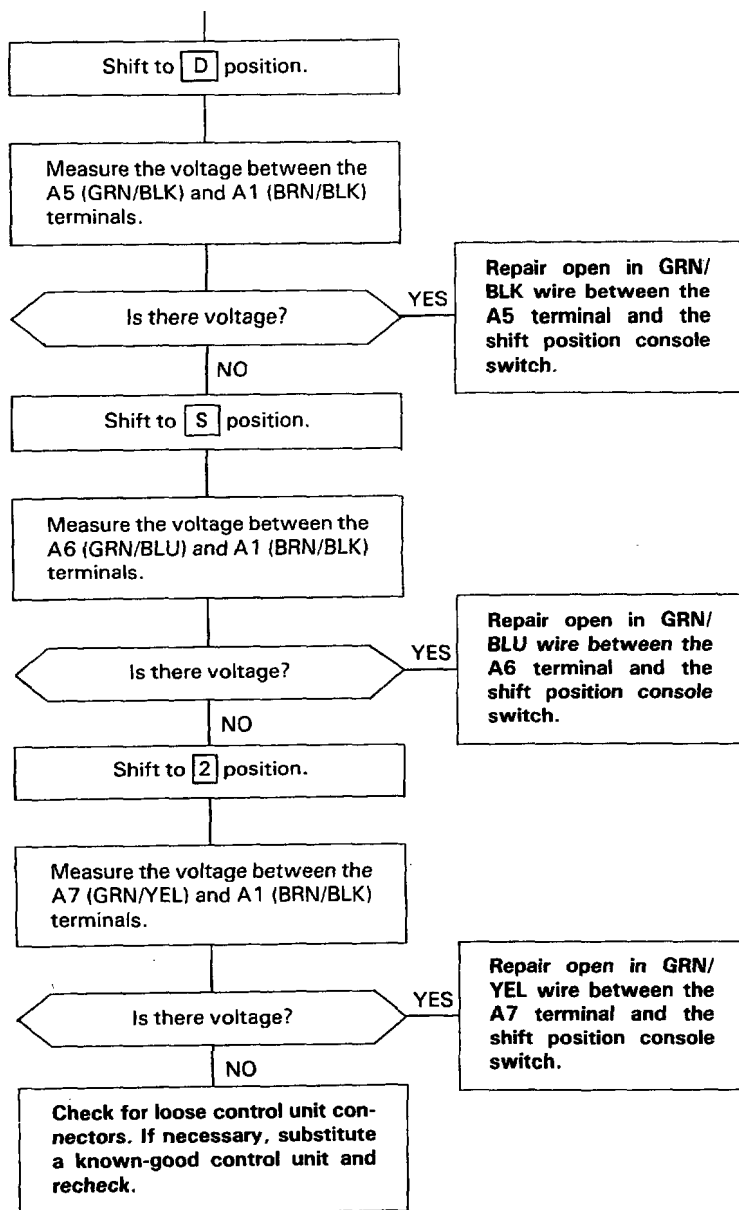 Shift to D position.
Measure the voltage between the
A5 (GRN/BLK) and A1 (BRN/BLK)
terminals.
Is there voltage?
YES
Repair open in GRN/
BLK wire between the
A5 terminal and the
shift position console
switch.
NO
Shift to S position.
Measure the voltage between the
A6 (GRN/BLU) and A1 (BRN/BLK)
terminals.
Is there voltage?
YES
Repair open in GRN/
BLU wire between the
A6 terminal and the
shift position console
switch.
NO
Shift to 2 position.
Measure the voltage between the
A7 (GRN/YEL) and A1 (BRN/BLK)
terminals.
Is there voltage?
YES
Repair open in GRN/
YEL wire between the
A7 terminal and the
shift position console
switch.
NO
Check for loose control unit con-
nectors. If necessary, substitute
a known-good control unit and
recheck.